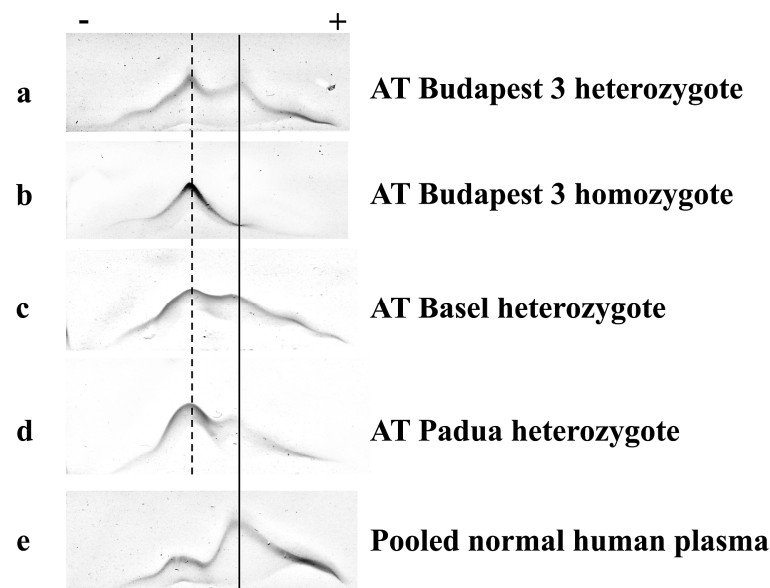 - +
a AT Budapest 3 heterozygote
b AT Budapest 3 homozygote
c AT Basel heterozygote
d AT Padua heterozygote
e Pooled normal human plasma